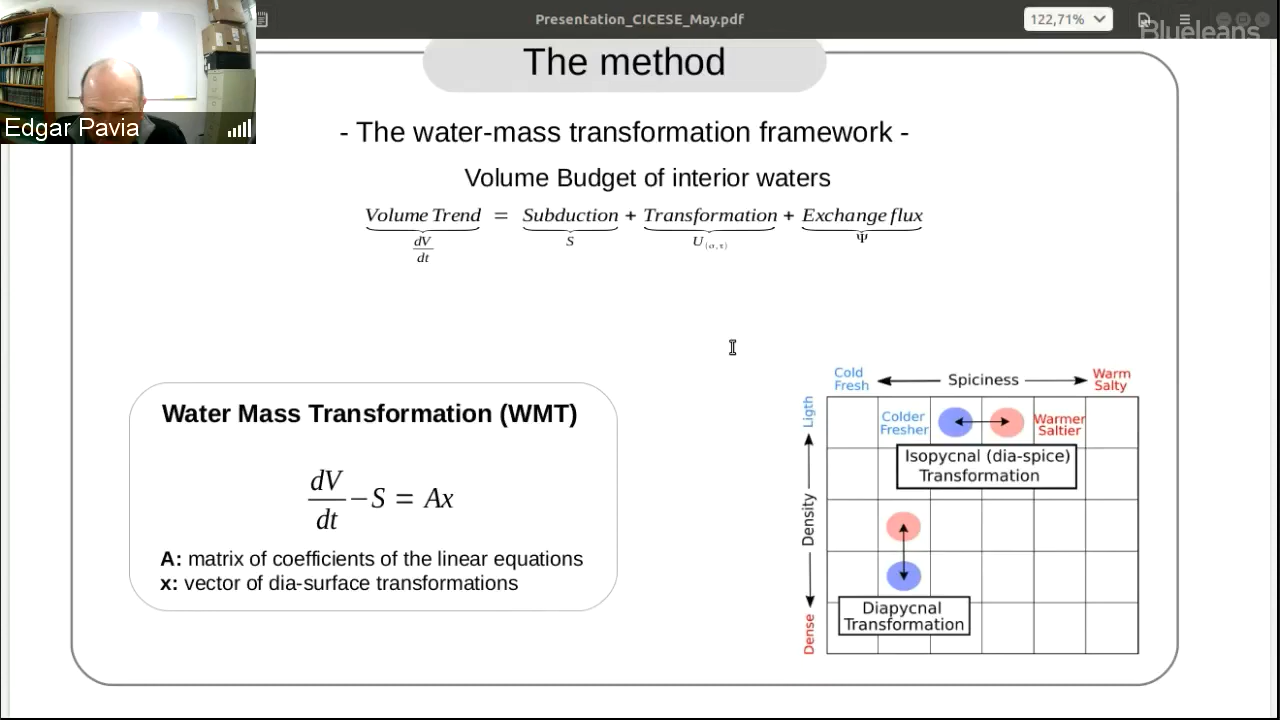 Presentation_CICESE_May.pdf
122,71%
Bluejeans
Edgar Pavia
The method
- The water-mass transformation framework -
Volume Budget of interior waters
Volume Trend = Subduction + Transformation + Exchange flux
dV/dt S U(σ,τ) Ψ
Water Mass Transformation (WMT)
dV/dt − S = Ax
A: matrix of coefficients of the linear equations
x: vector of dia-surface transformations
Cold
Fresh
Spiciness
Warm
Salty
Ligth
Density
Dense
Colder
Fresher
Warmer
Saltier
Isopycnal (dia-spice)
Transformation
Diapycnal
Transformation